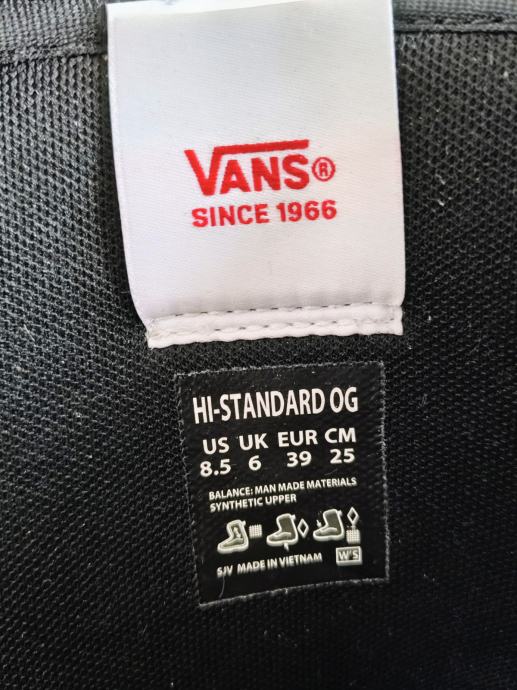 VANS®
SINCE 1966
HI-STANDARD OG
US UK EUR CM
8.5 6 39 25
BALANCE: MAN MADE MATERIALS
SYNTHETIC UPPER
SJV MADE IN VIETNAM W'S